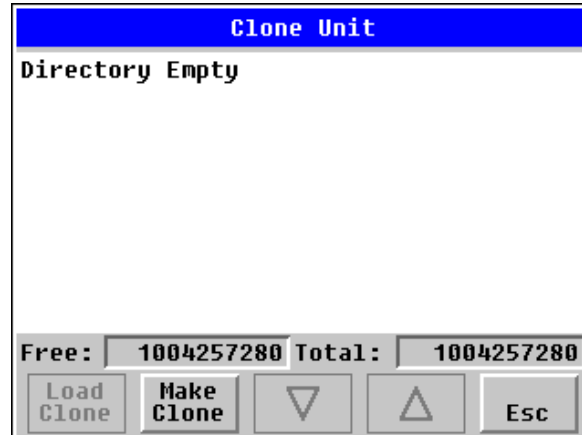 Clone Unit
Directory Empty
Free: 1004257280 Total: 1004257280
Load Clone
Make Clone
Esc